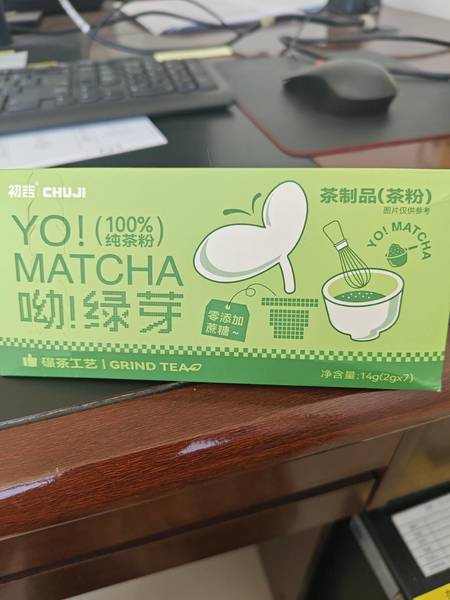 初吉 CHUJI
YO! (100%纯茶粉)
MATCHA
呦!绿芽
零添加
蔗糖~
茶制品(茶粉)
图片仅供参考
YO! MATCHA
碾茶工艺 | GRIND TEA
净含量:14g(2gx7)